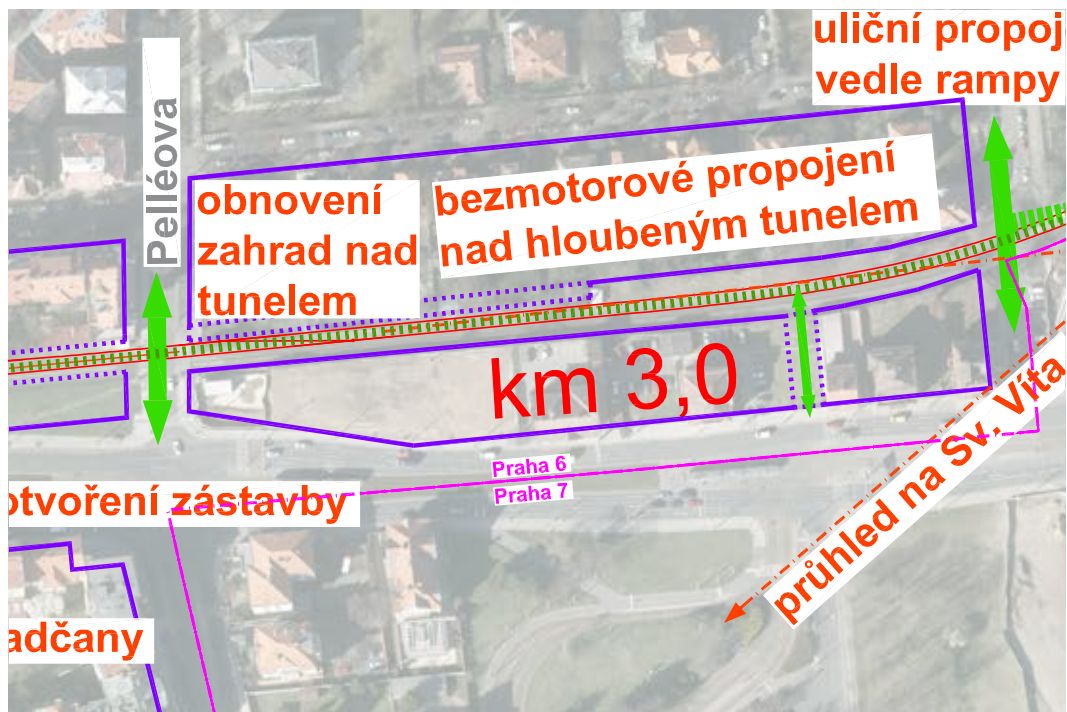 uliční propoj
vedle rampy
Pelléova
obnovení
zahrad nad
tunelem
bezmotorové propojení
nad hloubeným tunelem
km 3,0
Praha 6
Praha 7
průhled na Sv. Víta
otvoření zástavby
adčany